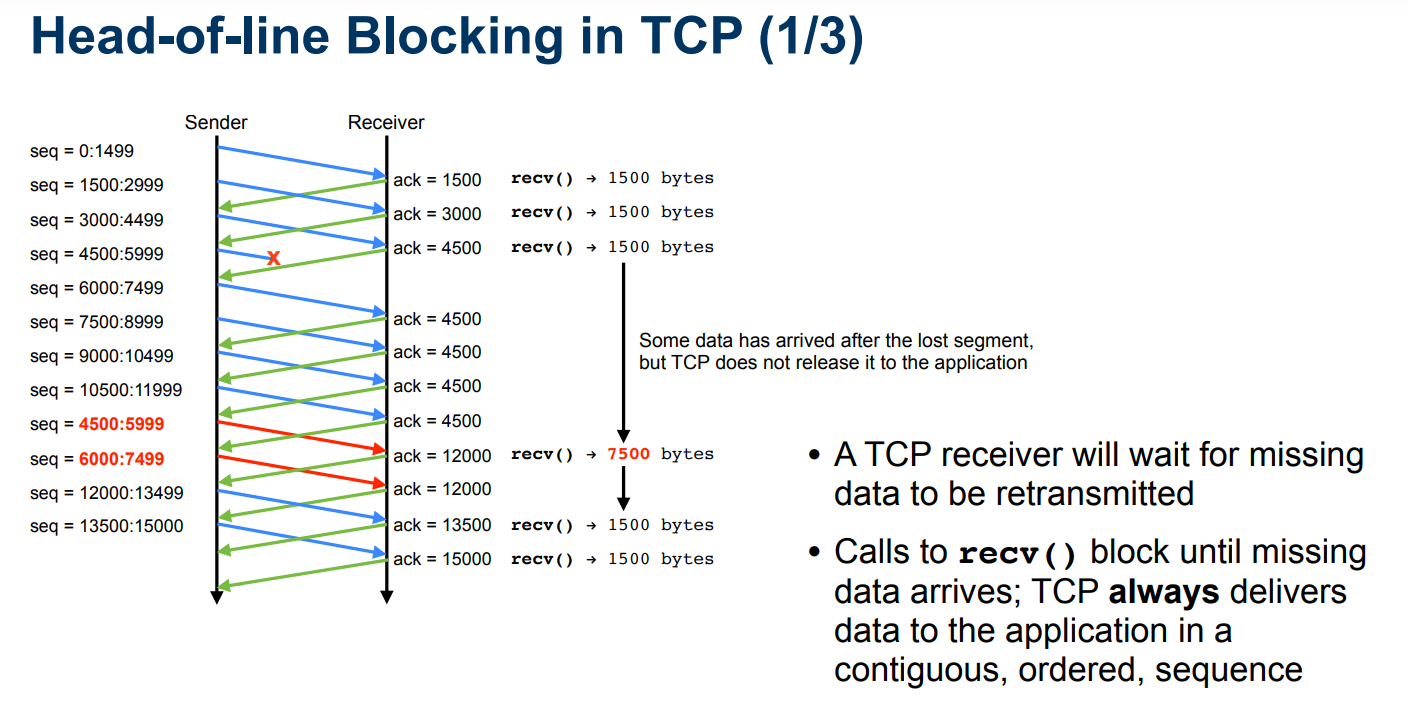 Head-of-line Blocking in TCP (1/3)
Sender Receiver
seq = 0:1499
ack = 1500 recv() → 1500 bytes
seq = 1500:2999
ack = 3000 recv() → 1500 bytes
seq = 3000:4499
ack = 4500 recv() → 1500 bytes
seq = 4500:5999
X
seq = 6000:7499
ack = 4500
seq = 7500:8999
ack = 4500
seq = 9000:10499
ack = 4500
seq = 10500:11999
ack = 4500
seq = 4500:5999
ack = 12000 recv() → 7500 bytes
seq = 6000:7499
ack = 12000
seq = 12000:13499
ack = 13500 recv() → 1500 bytes
seq = 13500:15000
ack = 15000 recv() → 1500 bytes
Some data has arrived after the lost segment,
but TCP does not release it to the application
• A TCP receiver will wait for missing
data to be retransmitted
• Calls to recv() block until missing
data arrives; TCP always delivers
data to the application in a
contiguous, ordered, sequence